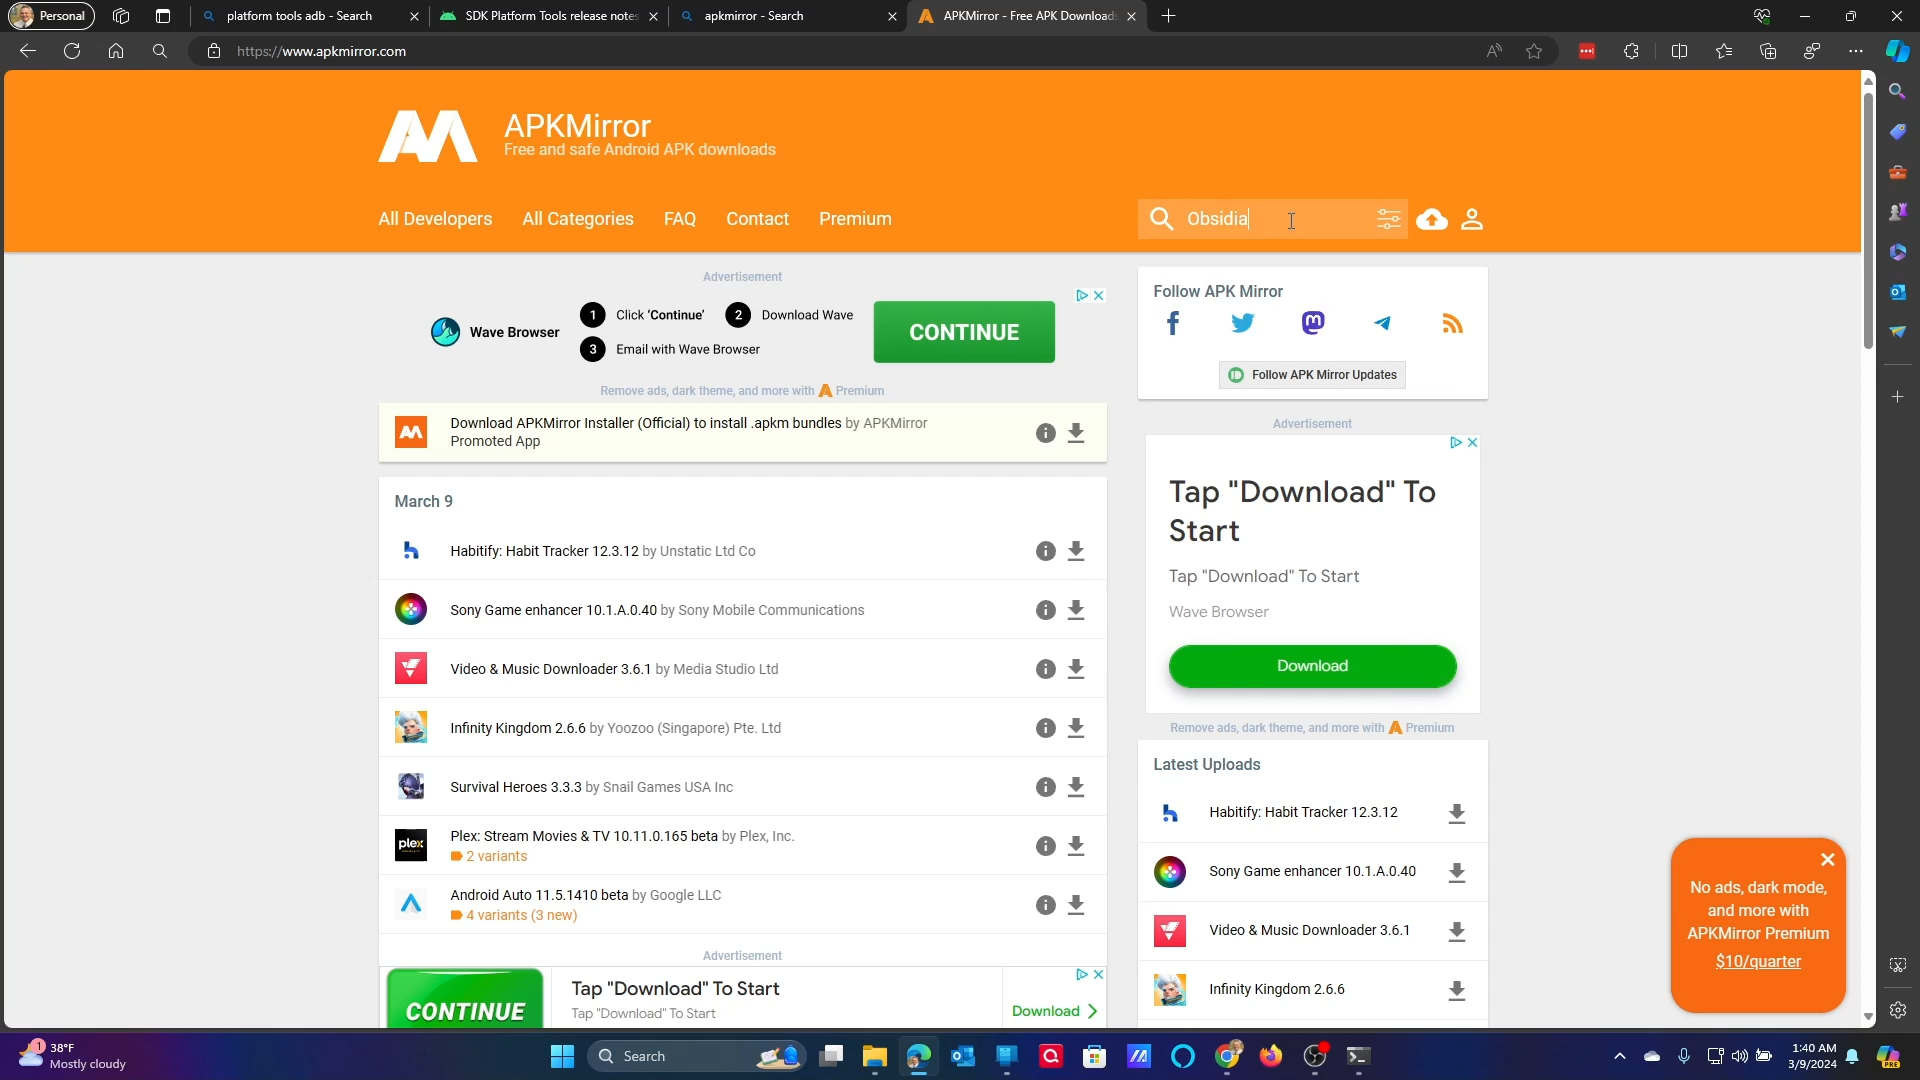 Personal
platform tools adb - Search
SDK Platform Tools release notes
apkmirror - Search
APKMirror - Free APK Downloads
https://www.apkmirror.com
APKMirror
Free and safe Android APK downloads
All Developers
All Categories
FAQ
Contact
Premium
Obsidia
Advertisement
Wave Browser
1 Click ‘Continue’
2 Download Wave
3 Email with Wave Browser
CONTINUE
Remove ads, dark theme, and more with Premium
Download APKMirror Installer (Official) to install .apkm bundles by APKMirror
Promoted App
March 9
Habitify: Habit Tracker 12.3.12 by Unstatic Ltd Co
Sony Game enhancer 10.1.A.0.40 by Sony Mobile Communications
Video & Music Downloader 3.6.1 by Media Studio Ltd
Infinity Kingdom 2.6.6 by Yoozoo (Singapore) Pte. Ltd
Survival Heroes 3.3.3 by Snail Games USA Inc
plex
Plex: Stream Movies & TV 10.11.0.165 beta by Plex, Inc.
2 variants
Android Auto 11.5.1410 beta by Google LLC
4 variants (3 new)
Advertisement
CONTINUE
Tap "Download" To Start
Tap "Download" To Start
Download
Follow APK Mirror
Follow APK Mirror Updates
Advertisement
Tap "Download" To
Start
Tap "Download" To Start
Wave Browser
Download
Remove ads, dark theme, and more with Premium
Latest Uploads
Habitify: Habit Tracker 12.3.12
Sony Game enhancer 10.1.A.0.40
Video & Music Downloader 3.6.1
Infinity Kingdom 2.6.6
No ads, dark mode,
and more with
APKMirror Premium
$10/quarter
1
38°F
Mostly cloudy
Search
1:40 AM
3/9/2024
PRE